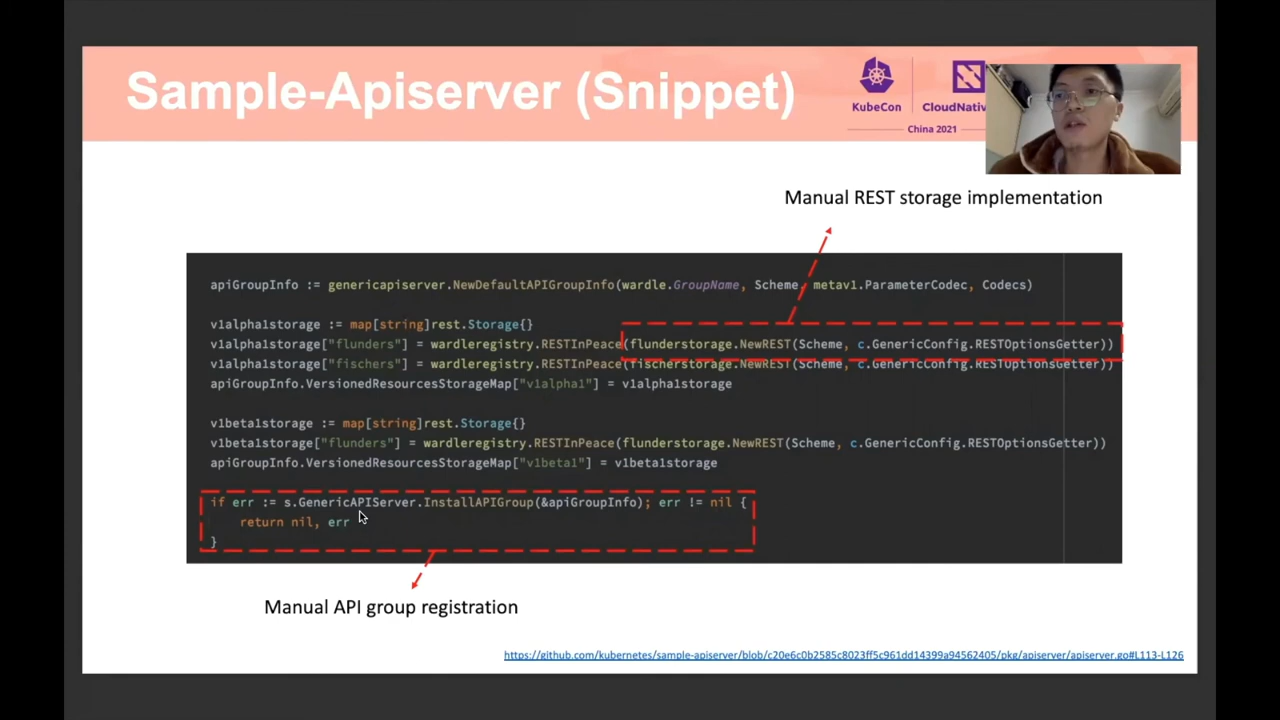 Sample-Apiserver (Snippet)
KubeCon
CloudNativ
China 2021
Manual REST storage implementation
apiGroupInfo := genericapiserver.NewDefaultAPIGroupInfo(wardle.GroupName, Scheme, metav1.ParameterCodec, Codecs)
v1alpha1storage := map[string]rest.Storage{}
v1alpha1storage["flunders"] = wardleregistry.RESTInPeace(flunderstorage.NewREST(Scheme, c.GenericConfig.RESTOptionsGetter))
v1alpha1storage["fischers"] = wardleregistry.RESTInPeace(fischerstorage.NewREST(Scheme, c.GenericConfig.RESTOptionsGetter))
apiGroupInfo.VersionedResourcesStorageMap["v1alpha1"] = v1alpha1storage
v1beta1storage := map[string]rest.Storage{}
v1beta1storage["flunders"] = wardleregistry.RESTInPeace(flunderstorage.NewREST(Scheme, c.GenericConfig.RESTOptionsGetter))
apiGroupInfo.VersionedResourcesStorageMap["v1beta1"] = v1beta1storage
if err := s.GenericAPIServer.InstallAPIGroup(&apiGroupInfo); err != nil {
return nil, err
}
Manual API group registration
https://github.com/kubernetes/sample-apiserver/blob/c20e6c0b2585c8023ff5c961dd14399a94562405/pkg/apiserver/apiserver.go#L113-L126